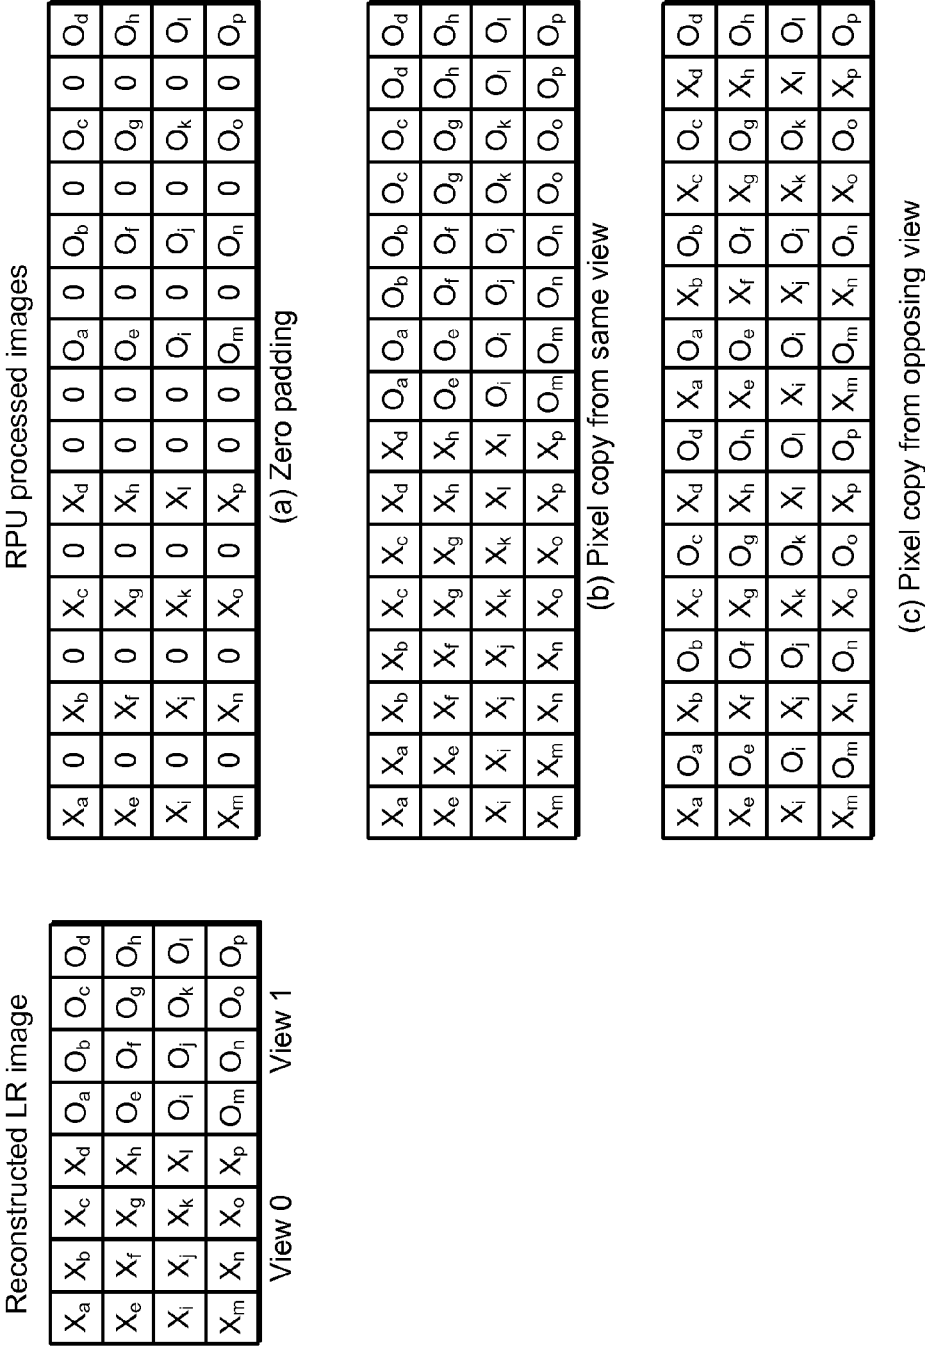 Reconstructed LR image
Xa Xb Xc Xd Oa Ob Oc Od
Xe Xf Xg Xh Oe Of Og Oh
Xi Xj Xk Xl Oi Oj Ok Ol
Xm Xn Xo Xp Om On Oo Op
View 0 View 1
RPU processed images
Xa 0 Xb 0 Xc 0 Xd 0 0 Oa 0 Ob 0 Oc 0 Od
Xe 0 Xf 0 Xg 0 Xh 0 0 Oe 0 Of 0 Og 0 Oh
Xi 0 Xj 0 Xk 0 Xl 0 0 Oi 0 Oj 0 Ok 0 Ol
Xm 0 Xn 0 Xo 0 Xp 0 0 Om 0 On 0 Oo 0 Op
(a) Zero padding
Xa Xa Xb Xb Xc Xc Xd Xd Oa Oa Ob Ob Oc Oc Od Od
Xe Xe Xf Xf Xg Xg Xh Xh Oe Oe Of Of Og Og Oh Oh
Xi Xi Xj Xj Xk Xk Xl Xl Oi Oi Oj Oj Ok Ok Ol Ol
Xm Xm Xn Xn Xo Xo Xp Xp Om Om On On Oo Oo Op Op
(b) Pixel copy from same view
Xa Oa Xb Ob Xc Oc Xd Od Xa Oa Xb Ob Xc Oc Xd Od
Xe Oe Xf Of Xg Og Xh Oh Xe Oe Xf Of Xg Og Xh Oh
Xi Oi Xj Oj Xk Ok Xl Ol Xi Oi Xj Oj Xk Ok Xl Ol
Xm Om Xn On Xo Oo Xp Op Xm Om Xn On Xo Oo Xp Op
(c) Pixel copy from opposing view